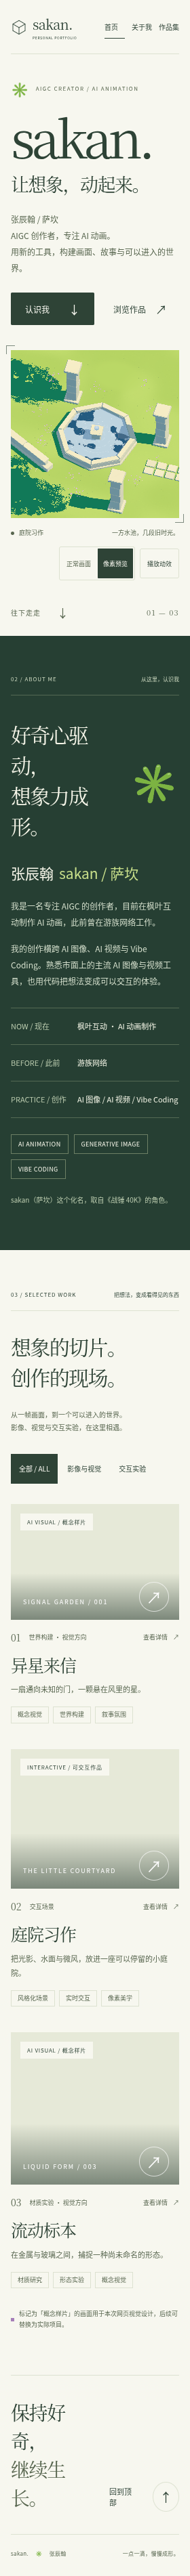 sakan.
PERSONAL PORTFOLIO
首页 关于我 作品集
AIGC CREATOR / AI ANIMATION
sakan.
让想象，动起来。
张辰翰 / 萨坎
AIGC 创作者，专注 AI 动画。
用新的工具，构建画面、故事与可以进入的世
界。
认识我 ↓ 浏览作品 ↗
庭院习作 一方水池，几段旧时光。
正常画面 像素预览 播放动效
往下走走 ↓ 01 — 03
02 / ABOUT ME 从这里，认识我
好奇心驱
动，
想象力成
形。
张辰翰 sakan / 萨坎
我是一名专注 AIGC 的创作者，目前在枫叶互
动制作 AI 动画，此前曾在游族网络工作。
我的创作横跨 AI 图像、AI 视频与 Vibe
Coding。熟悉市面上的主流 AI 图像与视频工
具，也用代码把想法变成可以交互的体验。
NOW / 现在 枫叶互动 · AI 动画制作
BEFORE / 此前 游族网络
PRACTICE / 创作 AI 图像 / AI 视频 / Vibe Coding
AI ANIMATION GENERATIVE IMAGE
VIBE CODING
sakan（萨坎）这个化名，取自《战锤 40K》的角色。
03 / SELECTED WORK 把想法，变成看得见的东西
想象的切片。
创作的现场。
从一帧画面，到一个可以进入的世界。
影像、视觉与交互实验，在这里相遇。
全部 / ALL 影像与视觉 交互实验
AI VISUAL / 概念样片
SIGNAL GARDEN / 001 ↗
01 世界构建 · 视觉方向 查看详情 ↗
异星来信
一扇通向未知的门，一颗悬在风里的星。
概念视觉 世界构建 叙事氛围
INTERACTIVE / 可交互作品
THE LITTLE COURTYARD ↗
02 交互场景 查看详情 ↗
庭院习作
把光影、水面与微风，放进一座可以停留的小庭
院。
风格化场景 实时交互 像素美学
AI VISUAL / 概念样片
LIQUID FORM / 003 ↗
03 材质实验 · 视觉方向 查看详情 ↗
流动标本
在金属与玻璃之间，捕捉一种尚未命名的形态。
材质研究 形态实验 概念视觉
标记为「概念样片」的画面用于本次网页视觉设计，后续可
替换为实际项目。
保持好
奇，
继续生
长。
回到顶
部 ↑
sakan. 张辰翰 一点一滴，慢慢成形。